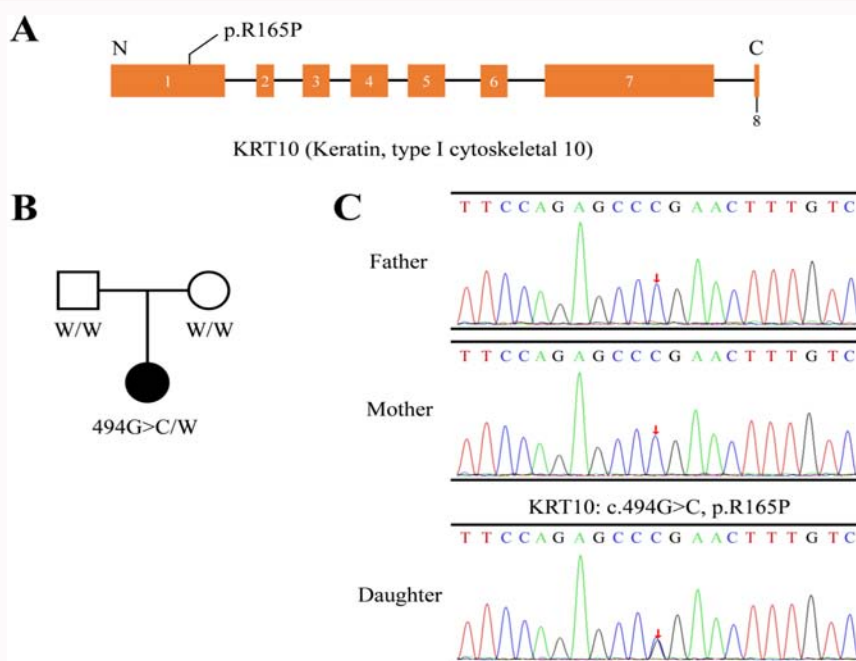 A
p.R165P
N
C
1 2 3 4 5 6 7
8
KRT10 (Keratin, type I cytoskeletal 10)
B
W/W W/W
494G>C/W
C
T T C C A G A G C C C G A A C T T T G T C
Father
T T C C A G A G C C C G A A C T T T G T C
Mother
KRT10: c.494G>C, p.R165P
T T C C A G A G C C C G A A C T T T G T C
Daughter